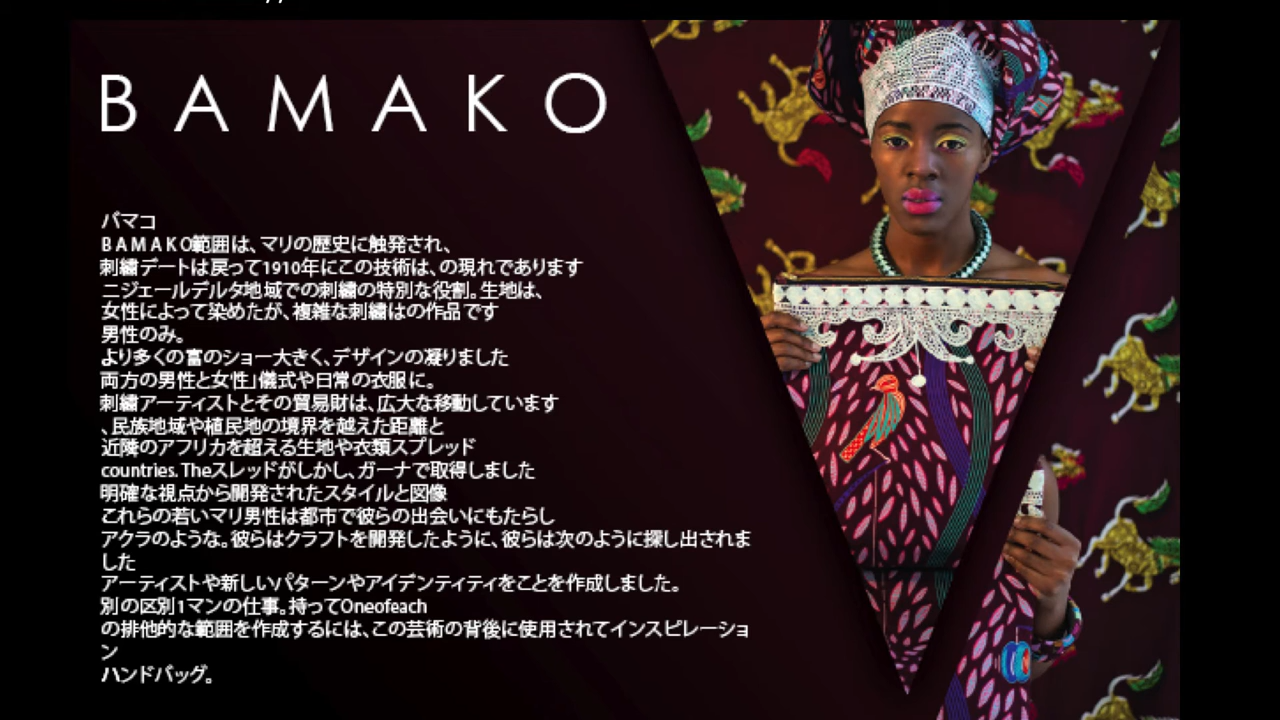 BAMAKO
バマコ
BAMAKO範囲は、マリの歴史に触発され、
刺繍デートは戻って1910年にこの技術は、の現れであります
ニジェールデルタ地域での刺繍の特別な役割。生地は、
女性によって染めたが、複雑な刺繍はの作品です
男性のみ。
より多くの富のショー大きく、デザインの凝りました
両方の男性と女性」儀式や日常の衣服に。
刺繍アーティストとその貿易財は、広大な移動しています
、民族地域や植民地の境界を越えた距離と
近隣のアフリカを超える生地や衣類スプレッド
countries. Theスレッドがしかし、ガーナで取得しました
明確な視点から開発されたスタイルと図像
これらの若いマリ男性は都市で彼らの出会いにもたらし
アクラのような。彼らはクラフトを開発したように、彼らは次のように探し出されま
した
アーティストや新しいパターンやアイデンティティをことを作成しました。
別の区別1マンの仕事。持ってOneofeach
の排他的な範囲を作成するには、この芸術の背後に使用されてインスピレーショ
ン
ハンドバッグ。